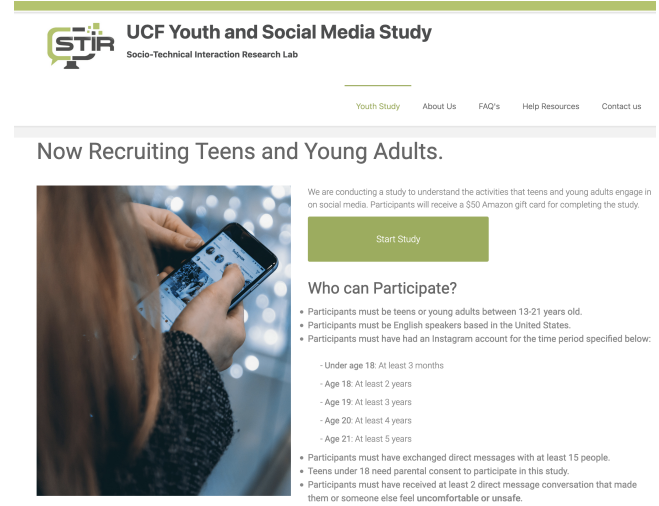 STIR
UCF Youth and Social Media Study
Socio-Technical Interaction Research Lab
Youth Study About Us FAQ's Help Resources Contact us
Now Recruiting Teens and Young Adults.
We are conducting a study to understand the activities that teens and young adults engage in
on social media. Participants will receive a $50 Amazon gift card for completing the study.
Start Study
Who can Participate?
• Participants must be teens or young adults between 13-21 years old.
• Participants must be English speakers based in the United States.
• Participants must have had an Instagram account for the time period specified below:
- Under age 18: At least 3 months
- Age 18: At least 2 years
- Age 19: At least 3 years
- Age 20: At least 4 years
- Age 21: At least 5 years
• Participants must have exchanged direct messages with at least 15 people.
• Teens under 18 need parental consent to participate in this study.
• Participants must have received at least 2 direct message conversation that made
them or someone else feel uncomfortable or unsafe.